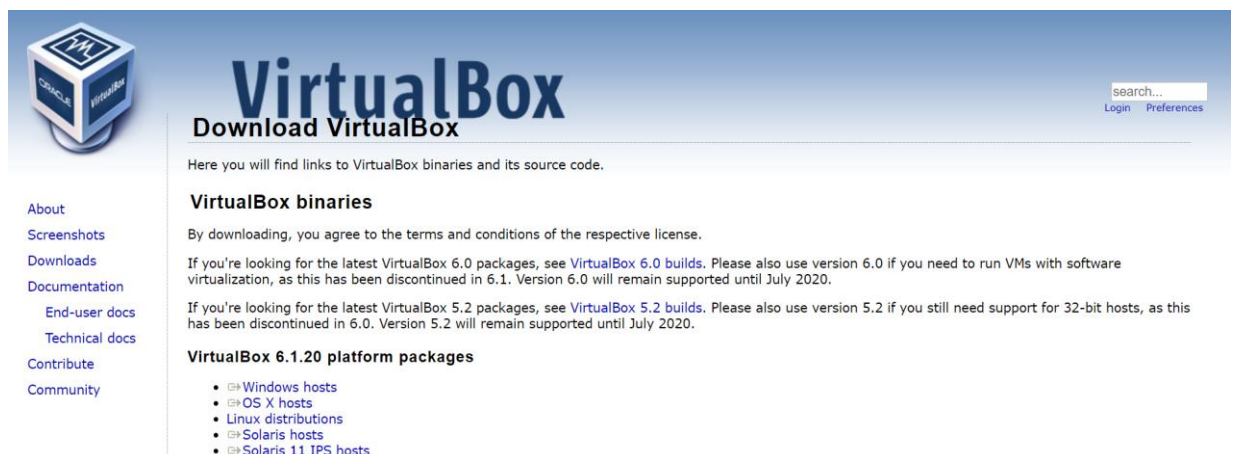 ORACLE
VirtualBox
VirtualBox
search...
Login Preferences
Download VirtualBox
Here you will find links to VirtualBox binaries and its source code.
About
Screenshots
Downloads
Documentation
End-user docs
Technical docs
Contribute
Community
VirtualBox binaries
By downloading, you agree to the terms and conditions of the respective license.
If you're looking for the latest VirtualBox 6.0 packages, see VirtualBox 6.0 builds. Please also use version 6.0 if you need to run VMs with software
virtualization, as this has been discontinued in 6.1. Version 6.0 will remain supported until July 2020.
If you're looking for the latest VirtualBox 5.2 packages, see VirtualBox 5.2 builds. Please also use version 5.2 if you still need support for 32-bit hosts, as this
has been discontinued in 6.0. Version 5.2 will remain supported until July 2020.
VirtualBox 6.1.20 platform packages
• Windows hosts
• OS X hosts
• Linux distributions
• Solaris hosts
• Solaris 11 IPS hosts